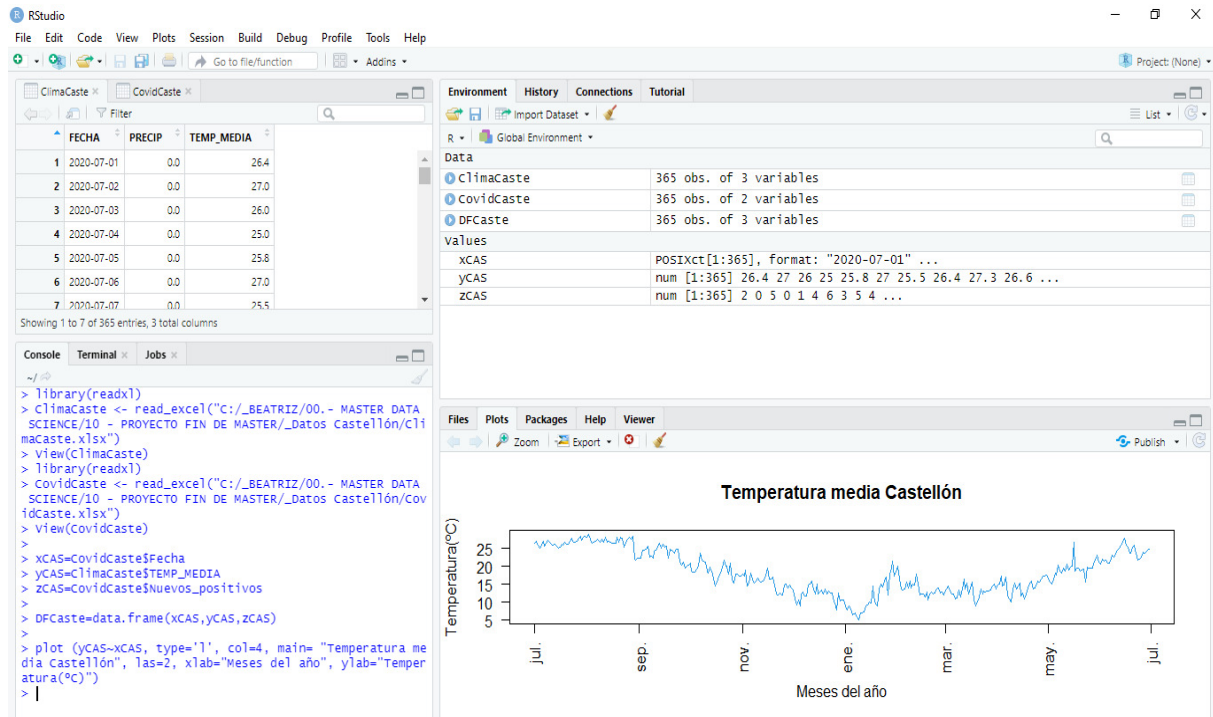 RStudio
File Edit Code View Plots Session Build Debug Profile Tools Help
Go to file/function
Addins
Project: (None)
ClimaCaste
CovidCaste
Filter
FECHA PRECIP TEMP_MEDIA
1 2020-07-01 0.0 26.4
2 2020-07-02 0.0 27.0
3 2020-07-03 0.0 26.0
4 2020-07-04 0.0 25.0
5 2020-07-05 0.0 25.8
6 2020-07-06 0.0 27.0
7 2020-07-07 0.0 25.5
Showing 1 to 7 of 365 entries, 3 total columns
Console Terminal Jobs
~/
> library(readxl)
> ClimaCaste <- read_excel("C:/_BEATRIZ/00.- MASTER DATA
 SCIENCE/10 - PROYECTO FIN DE MASTER/_Datos Castellón/Cli
maCaste.xlsx")
> View(ClimaCaste)
> library(readxl)
> CovidCaste <- read_excel("C:/_BEATRIZ/00.- MASTER DATA
 SCIENCE/10 - PROYECTO FIN DE MASTER/_Datos Castellón/Cov
idCaste.xlsx")
> View(CovidCaste)
>
> xCAS=CovidCaste$Fecha
> yCAS=ClimaCaste$TEMP_MEDIA
> zCAS=CovidCaste$Nuevos_positivos
>
> DFCaste=data.frame(xCAS,yCAS,zCAS)
>
> plot (yCAS~xCAS, type='l', col=4, main= "Temperatura me
dia Castellón", las=2, xlab="Meses del año", ylab="Temper
atura(ºC)")
>
Environment History Connections Tutorial
Import Dataset
List
R
Global Environment
Data
ClimaCaste 365 obs. of 3 variables
CovidCaste 365 obs. of 2 variables
DFCaste 365 obs. of 3 variables
Values
xCAS POSIXct[1:365], format: "2020-07-01" ...
yCAS num [1:365] 26.4 27 26 25 25.8 27 25.5 26.4 27.3 26.6 ...
zCAS num [1:365] 2 0 5 0 1 4 6 3 5 4 ...
Files Plots Packages Help Viewer
Zoom Export Publish
Temperatura media Castellón
Temperatura(ºC)
25
20
15
10
5
jul. sep. nov. ene. mar. may. jul.
Meses del año